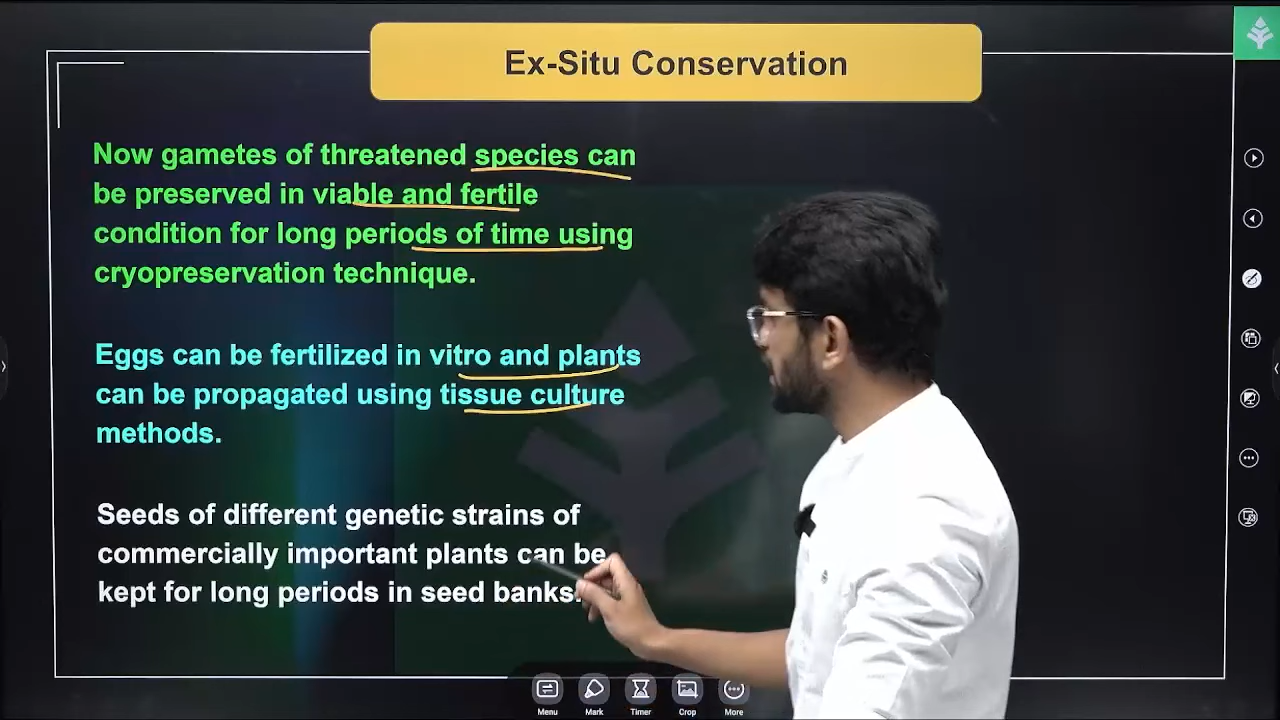 Ex-Situ Conservation
Now gametes of threatened species can
be preserved in viable and fertile
condition for long periods of time using
cryopreservation technique.
Eggs can be fertilized in vitro and plants
can be propagated using tissue culture
methods.
Seeds of different genetic strains of
commercially important plants can be
kept for long periods in seed banks.
Menu
Mark
Timer
Crop
More